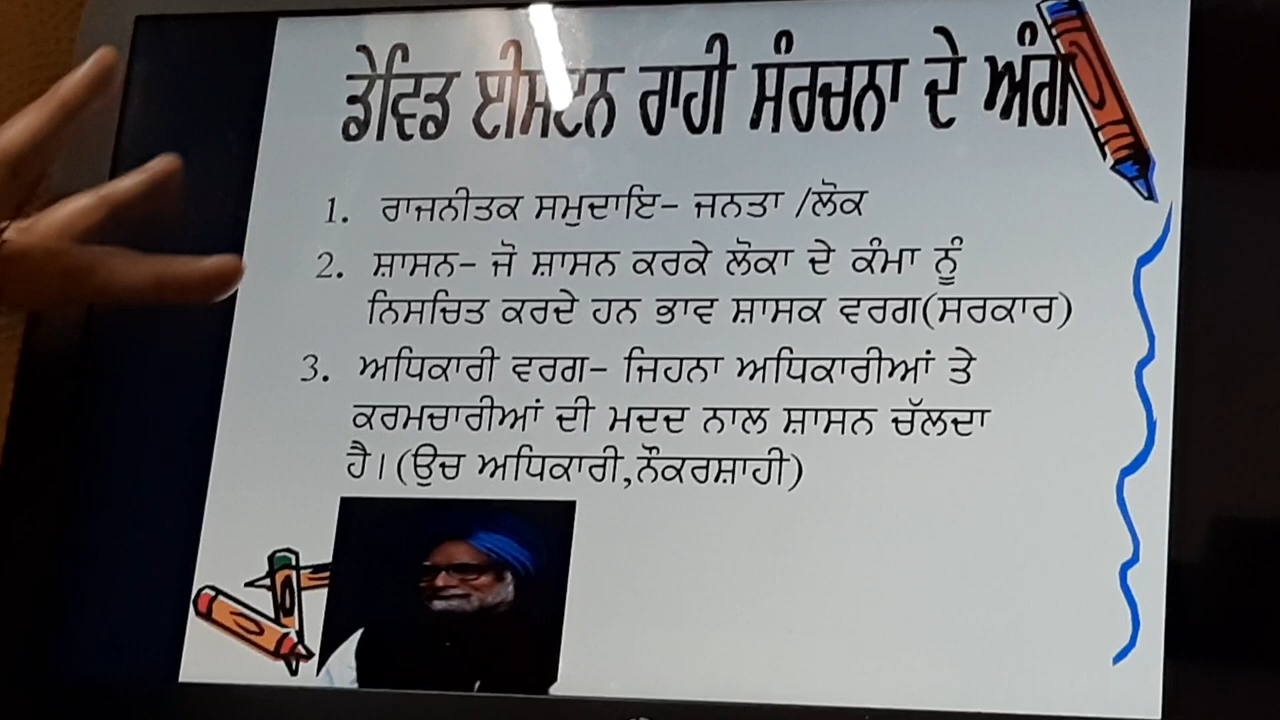 ਡੇਵਿਡ ਈਸਟਨ ਰਾਹੀ ਸੰਰਚਨਾ ਦੇ ਅੰਗ
1. ਰਾਜਨੀਤਕ ਸਮੁਦਾਇ- ਜਨਤਾ /ਲੋਕ
2. ਸ਼ਾਸਨ- ਜੋ ਸ਼ਾਸਨ ਕਰਕੇ ਲੋਕਾ ਦੇ ਕੰਮਾ ਨੂੰ
ਨਿਸਚਿਤ ਕਰਦੇ ਹਨ ਭਾਵ ਸ਼ਾਸਕ ਵਰਗ(ਸਰਕਾਰ)
3. ਅਧਿਕਾਰੀ ਵਰਗ- ਜਿਹਨਾ ਅਧਿਕਾਰੀਆਂ ਤੇ
ਕਰਮਚਾਰੀਆਂ ਦੀ ਮਦਦ ਨਾਲ ਸ਼ਾਸਨ ਚੱਲਦਾ
ਹੈ।(ਉਚ ਅਧਿਕਾਰੀ,ਨੌਕਰਸ਼ਾਹੀ)